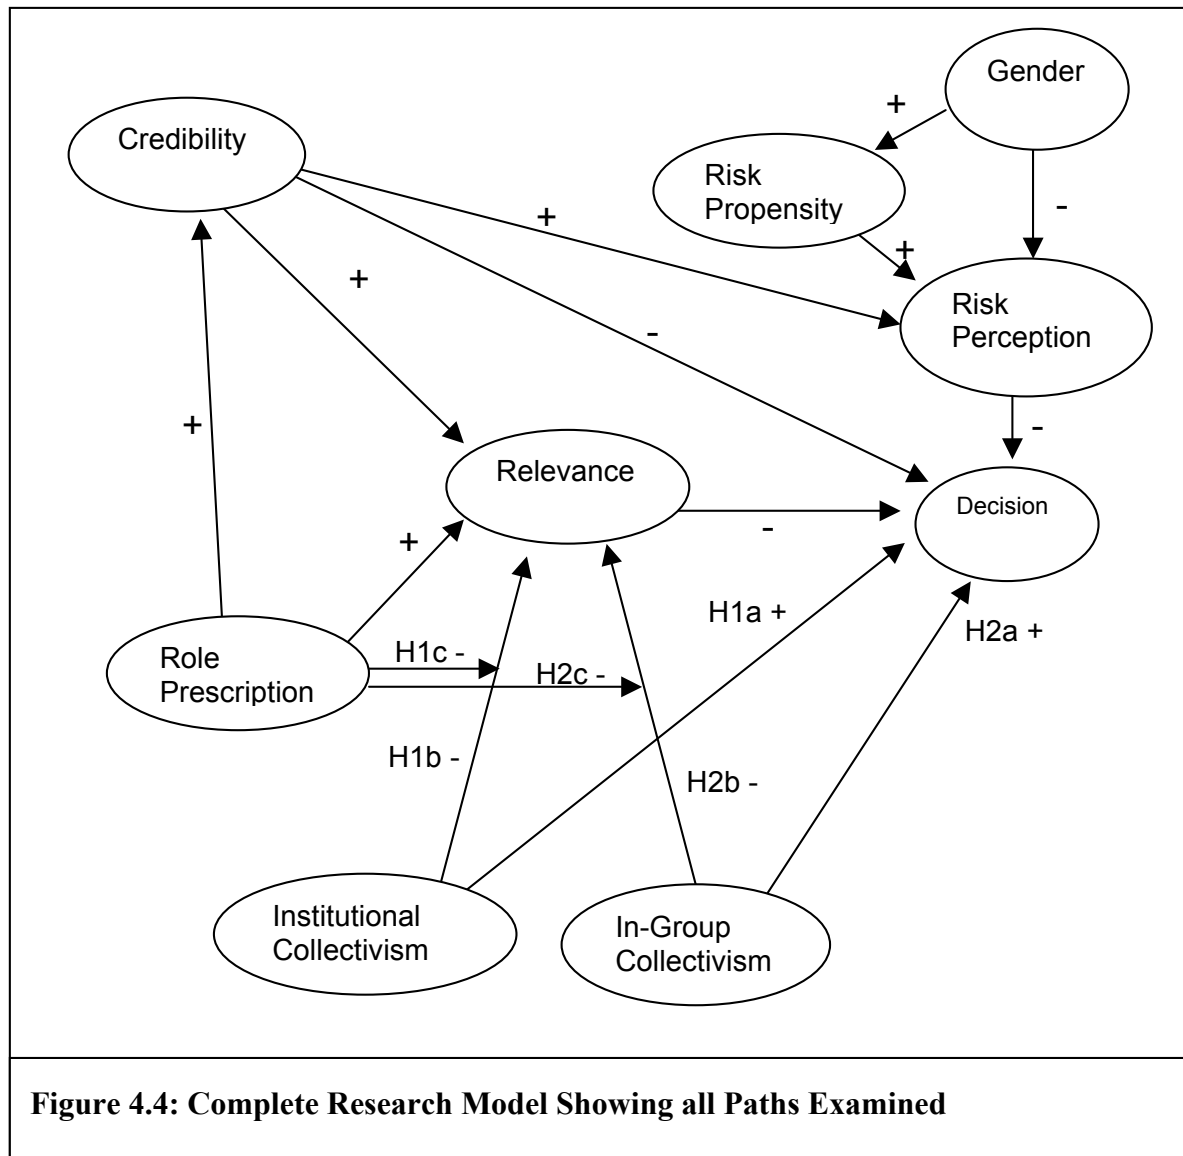 Gender
+
Credibility
Risk
Propensity
+
-
+
+
Risk
Perception
-
-
+
Relevance
Decision
-
+
H1a +
H2a +
Role
Prescription
H1c -
H2c -
H1b -
H2b -
Institutional
Collectivism
In-Group
Collectivism
Figure 4.4: Complete Research Model Showing all Paths Examined